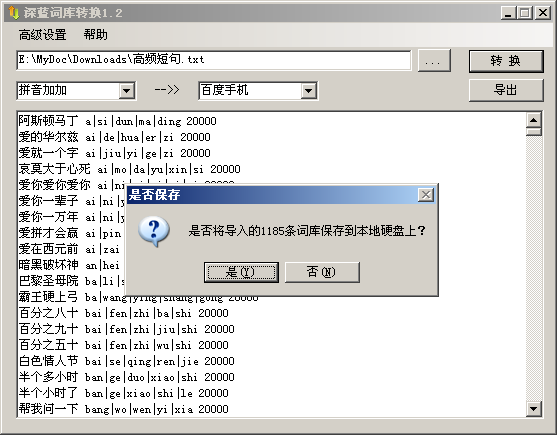 深蓝词库转换1.2
高级设置 帮助
E:\MyDoc\Downloads\高频短句.txt ... 转 换
拼音加加 -->> 百度手机 导出
阿斯顿马丁 a|si|dun|ma|ding 20000
爱的华尔兹 ai|de|hua|er|zi 20000
爱就一个字 ai|jiu|yi|ge|zi 20000
哀莫大于心死 ai|mo|da|yu|xin|si 20000
爱你爱你爱你 ai|ni
爱你一辈子 ai|ni|y
爱你一万年 ai|ni|y
爱拼才会赢 ai|pin
爱在西元前 ai|zai
暗黑破坏神 an|hei
巴黎圣母院 ba|li|s
是否保存
是否将导入的1185条词库保存到本地硬盘上?
是(Y) 否(N)
霸王硬上弓 ba|wang|ying|shang|gong 20000
百分之八十 bai|fen|zhi|ba|shi 20000
百分之九十 bai|fen|zhi|jiu|shi 20000
百分之五十 bai|fen|zhi|wu|shi 20000
白色情人节 bai|se|qing|ren|jie 20000
半个多小时 ban|ge|duo|xiao|shi 20000
半个小时了 ban|ge|xiao|shi|le 20000
帮我问一下 bang|wo|wen|yi|xia 20000